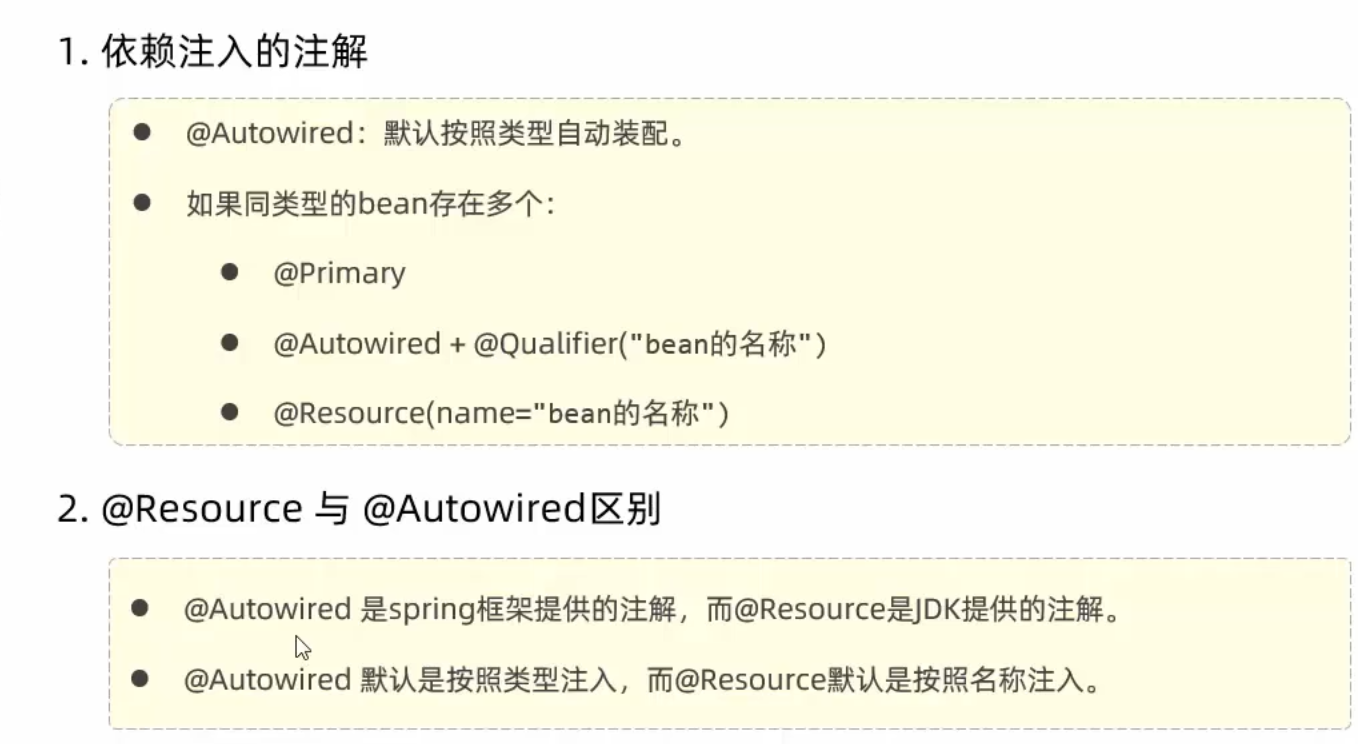 1. 依赖注入的注解
@Autowired：默认按照类型自动装配。
如果同类型的bean存在多个：
@Primary
@Autowired + @Qualifier("bean的名称")
@Resource(name="bean的名称")
2. @Resource 与 @Autowired区别
@Autowired 是spring框架提供的注解，而@Resource是JDK提供的注解。
@Autowired 默认是按照类型注入，而@Resource默认是按照名称注入。